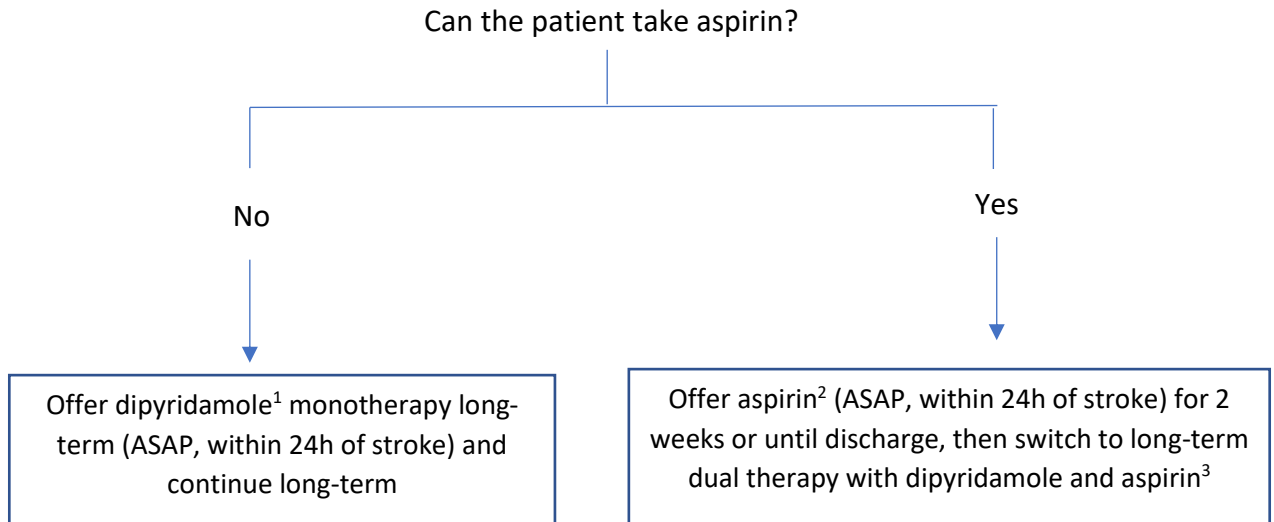 Can the patient take aspirin?
No
Yes
Offer dipyridamole¹ monotherapy long-
term (ASAP, within 24h of stroke) and
continue long-term
Offer aspirin² (ASAP, within 24h of stroke) for 2
weeks or until discharge, then switch to long-term
dual therapy with dipyridamole and aspirin³